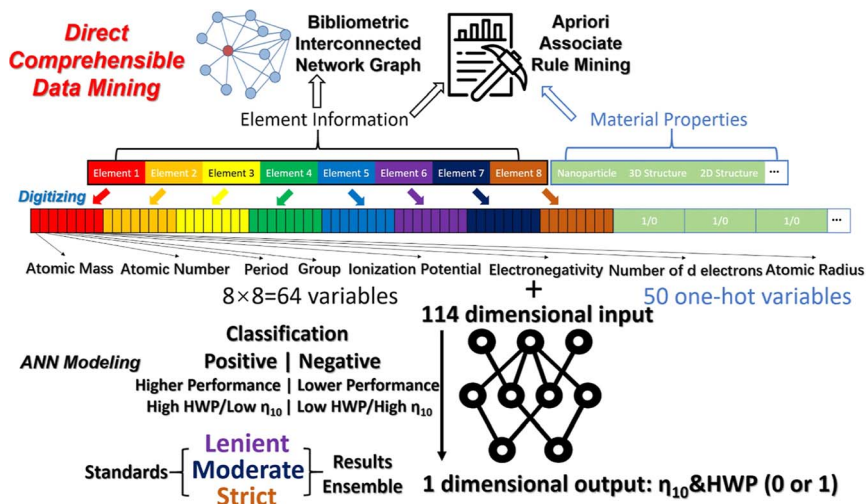 Direct
Comprehensible
Data Mining
Bibliometric
Interconnected
Network Graph
Apriori
Associate
Rule Mining
Element Information
Material Properties
Element 1 Element 2 Element 3 Element 4 Element 5 Element 6 Element 7 Element 8 Nanoparticle 3D Structure 2D Structure ...
Digitizing
1/0 1/0 1/0 ...
Atomic Mass Atomic Number Period Group Ionization Potential Electronegativity Number of d electrons Atomic Radius
8×8=64 variables + 50 one-hot variables
114 dimensional input
Classification
ANN Modeling Positive | Negative
Higher Performance | Lower Performance
High HWP/Low η₁₀ | Low HWP/High η₁₀
Lenient
Standards Moderate Results
Ensemble
Strict
1 dimensional output: η₁₀&HWP (0 or 1)